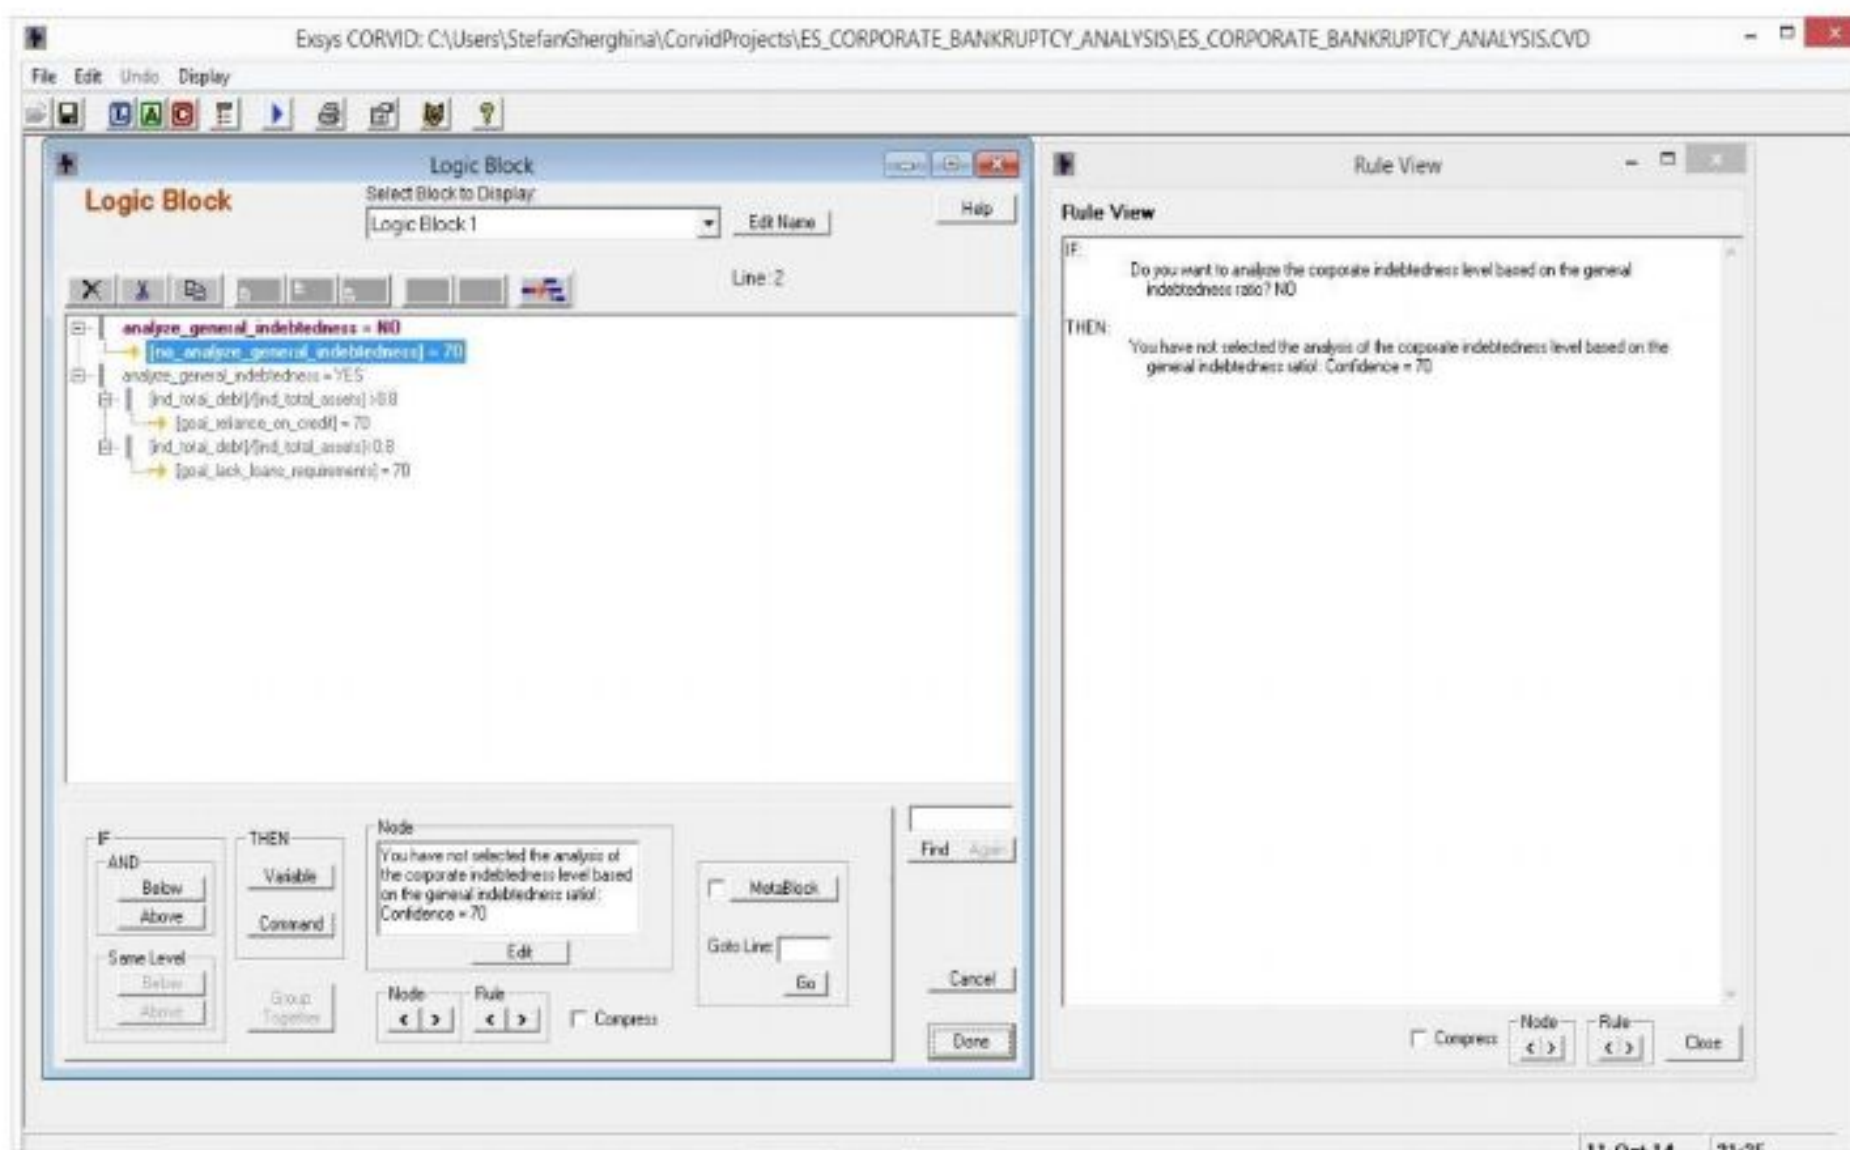 Exsys CORVID: C:\Users\StefanGherghina\CorvidProjects\ES_CORPORATE_BANKRUPTCY_ANALYSIS\ES_CORPORATE_BANKRUPTCY_ANALYSIS.CVD
File Edit Undo Display
L A C ?
Logic Block
Logic Block
Select Block to Display:
Logic Block 1
Edit Name
Help
Line: 2
analyze_general_indebtedness = NO
[no_analyze_general_indebtedness] = 70
analyze_general_indebtedness = YES
[ind_total_debt]/[ind_total_assets] >0.8
[goal_reliance_on_credit] = 70
[ind_total_debt]/[ind_total_assets]<0.8
[goal_lack_loans_requirements] = 70
IF
AND
Below
Above
Same Level
Below
Above
THEN
Variable
Command
Group
Together
Node
You have not selected the analysis of
the corporate indebtedness level based
on the general indebtedness ratio!:
Confidence = 70
Edit
Node
< >
Rule
< >
Compress
MetaBlock
Goto Line:
Go
Find Again
Cancel
Done
Rule View
Rule View
IF:
Do you want to analyze the corporate indebtedness level based on the general
indebtedness ratio? NO
THEN:
You have not selected the analysis of the corporate indebtedness level based on the
general indebtedness ratio!: Confidence = 70
Compress
Node
< >
Rule
< >
Close
11-Oct-14 21:35